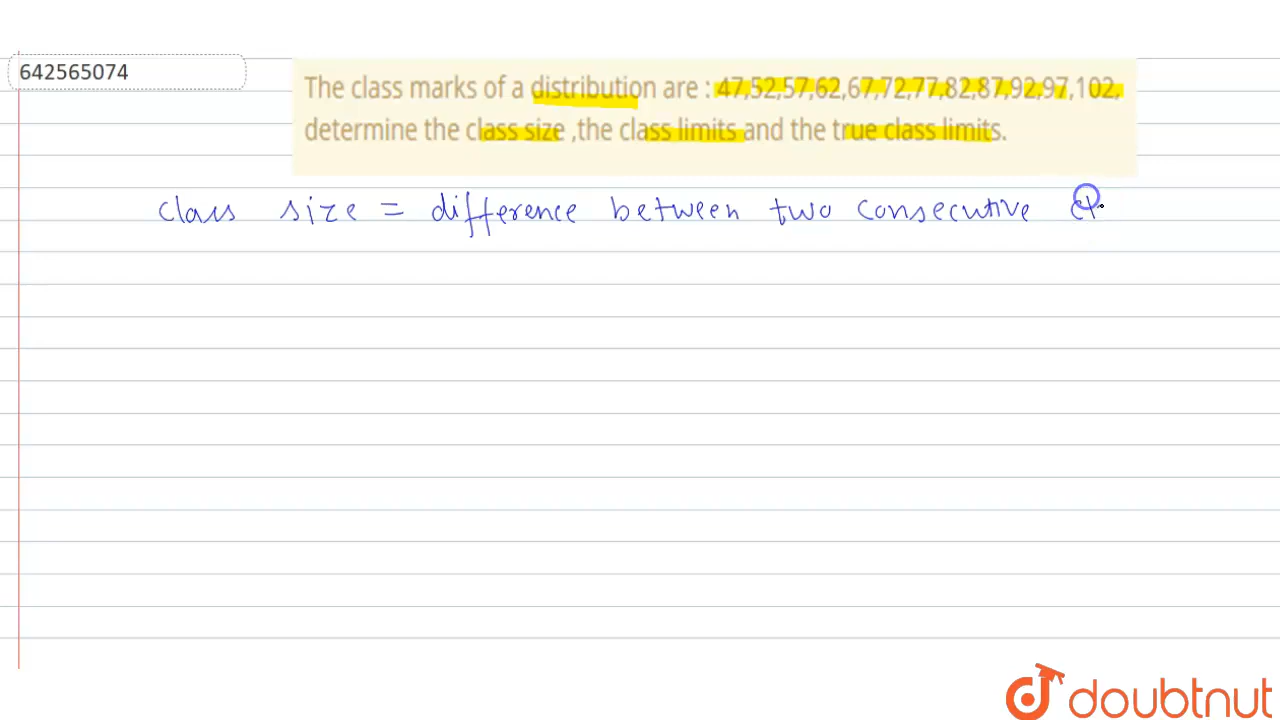 642565074
The class marks of a distribution are : 47,52,57,62,67,72,77,82,87,92,97,102,
determine the class size ,the class limits and the true class limits.
class size = difference between two consecutive cl
doubtnut